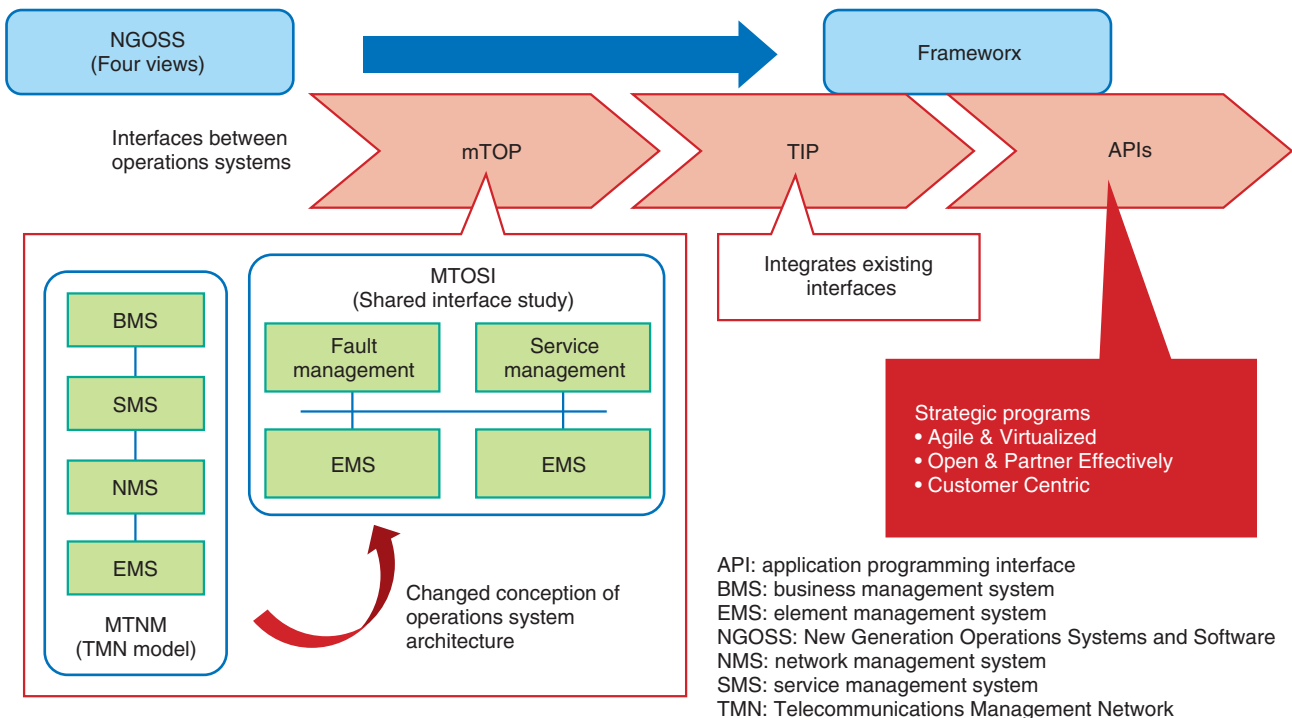 NGOSS
(Four views)
Frameworx
Interfaces between
operations systems
mTOP
TIP
APIs
BMS
SMS
NMS
EMS
MTNM
(TMN model)
MTOSI
(Shared interface study)
Fault
management
Service
management
EMS
EMS
Changed conception of
operations system
architecture
Integrates existing
interfaces
Strategic programs
• Agile & Virtualized
• Open & Partner Effectively
• Customer Centric
API: application programming interface
BMS: business management system
EMS: element management system
NGOSS: New Generation Operations Systems and Software
NMS: network management system
SMS: service management system
TMN: Telecommunications Management Network